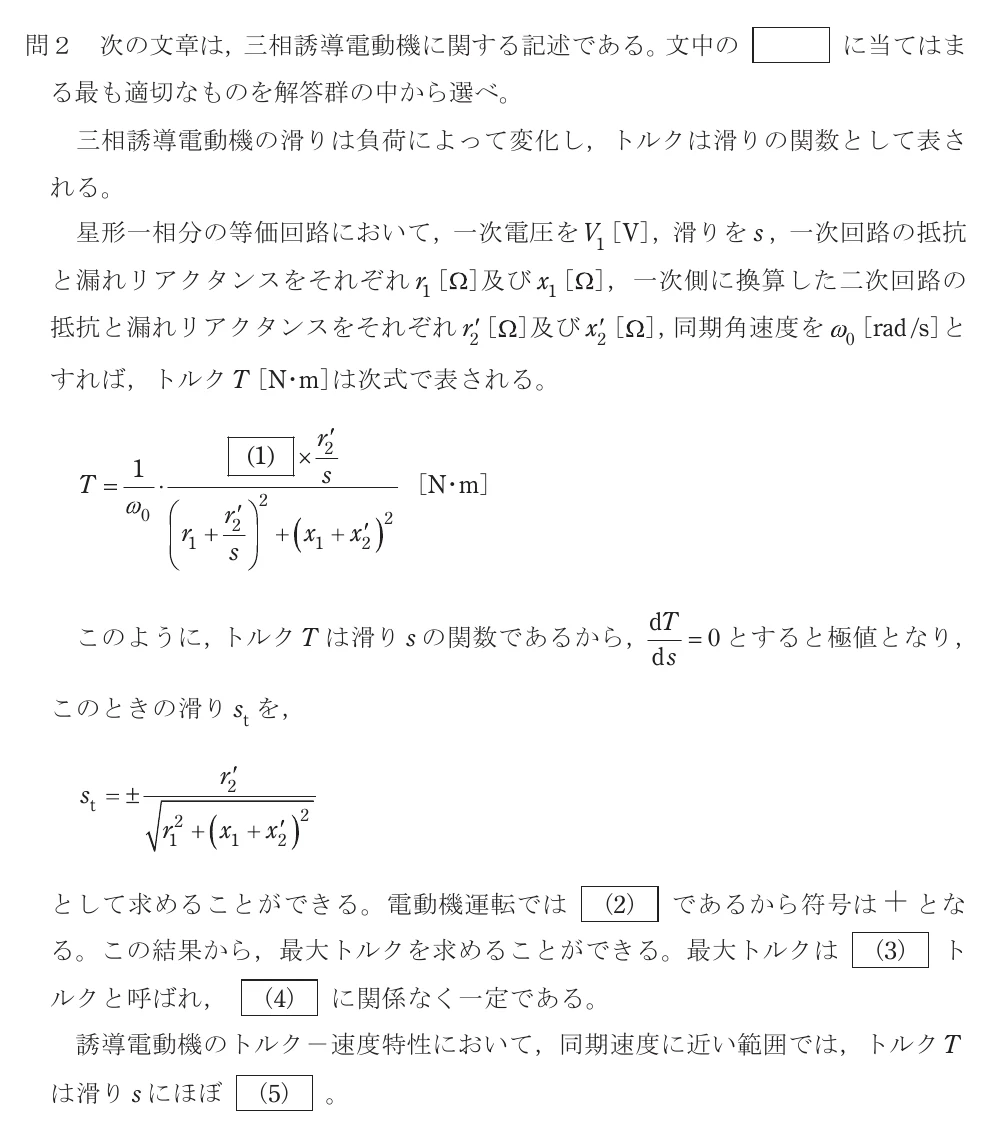 問２　次の文章は，三相誘導電動機に関する記述である。文中の　　　に当てはま
る最も適切なものを解答群の中から選べ。
三相誘導電動機の滑りは負荷によって変化し，トルクは滑りの関数として表さ
れる。
星形一相分の等価回路において，一次電圧をV₁[V]，滑りをs，一次回路の抵抗
と漏れリアクタンスをそれぞれr₁[Ω]及びx₁[Ω]，一次側に換算した二次回路の
抵抗と漏れリアクタンスをそれぞれr₂′[Ω]及びx₂′[Ω]，同期角速度をω₀[rad/s]と
すれば，トルクT[N･m]は次式で表される。
T = 1/ω₀ · ((1) × r₂′/s) / ((r₁ + r₂′/s)² + (x₁ + x₂′)²) [N･m]
このように，トルクTは滑りsの関数であるから，dT/ds = 0とすると極値となり，
このときの滑りsₜを，
sₜ = ± r₂′ / √(r₁² + (x₁ + x₂′)²)
として求めることができる。電動機運転では (2) であるから符号は＋とな
る。この結果から，最大トルクを求めることができる。最大トルクは (3) ト
ルクと呼ばれ， (4) に関係なく一定である。
誘導電動機のトルク－速度特性において，同期速度に近い範囲では，トルクT
は滑りsにほぼ (5) 。